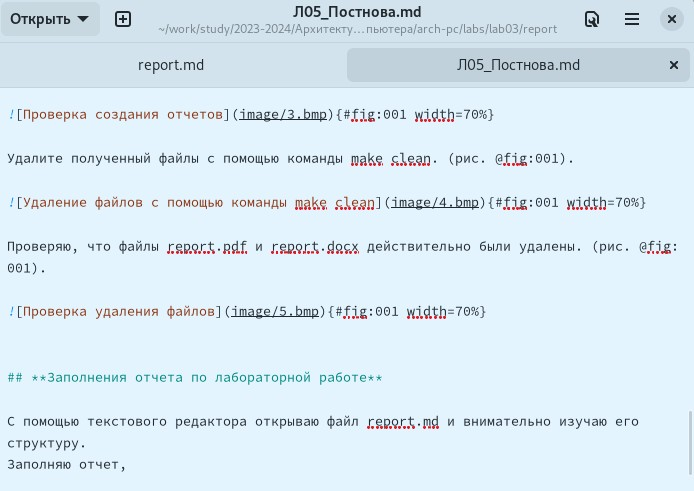 Открыть
Л05_Постнова.md
~/work/study/2023-2024/Архитекту…пьютера/arch-pc/labs/lab03/report
report.md
Л05_Постнова.md
![Проверка создания отчетов](image/3.bmp){#fig:001 width=70%}
Удалите полученный файлы с помощью команды make clean. (рис. @fig:001).
![Удаление файлов с помощью команды make clean](image/4.bmp){#fig:001 width=70%}
Проверяю, что файлы report.pdf и report.docx действительно были удалены. (рис. @fig:
001).
![Проверка удаления файлов](image/5.bmp){#fig:001 width=70%}
## **Заполнения отчета по лабораторной работе**
С помощью текстового редактора открываю файл report.md и внимательно изучаю его
структуру.
Заполняю отчет,